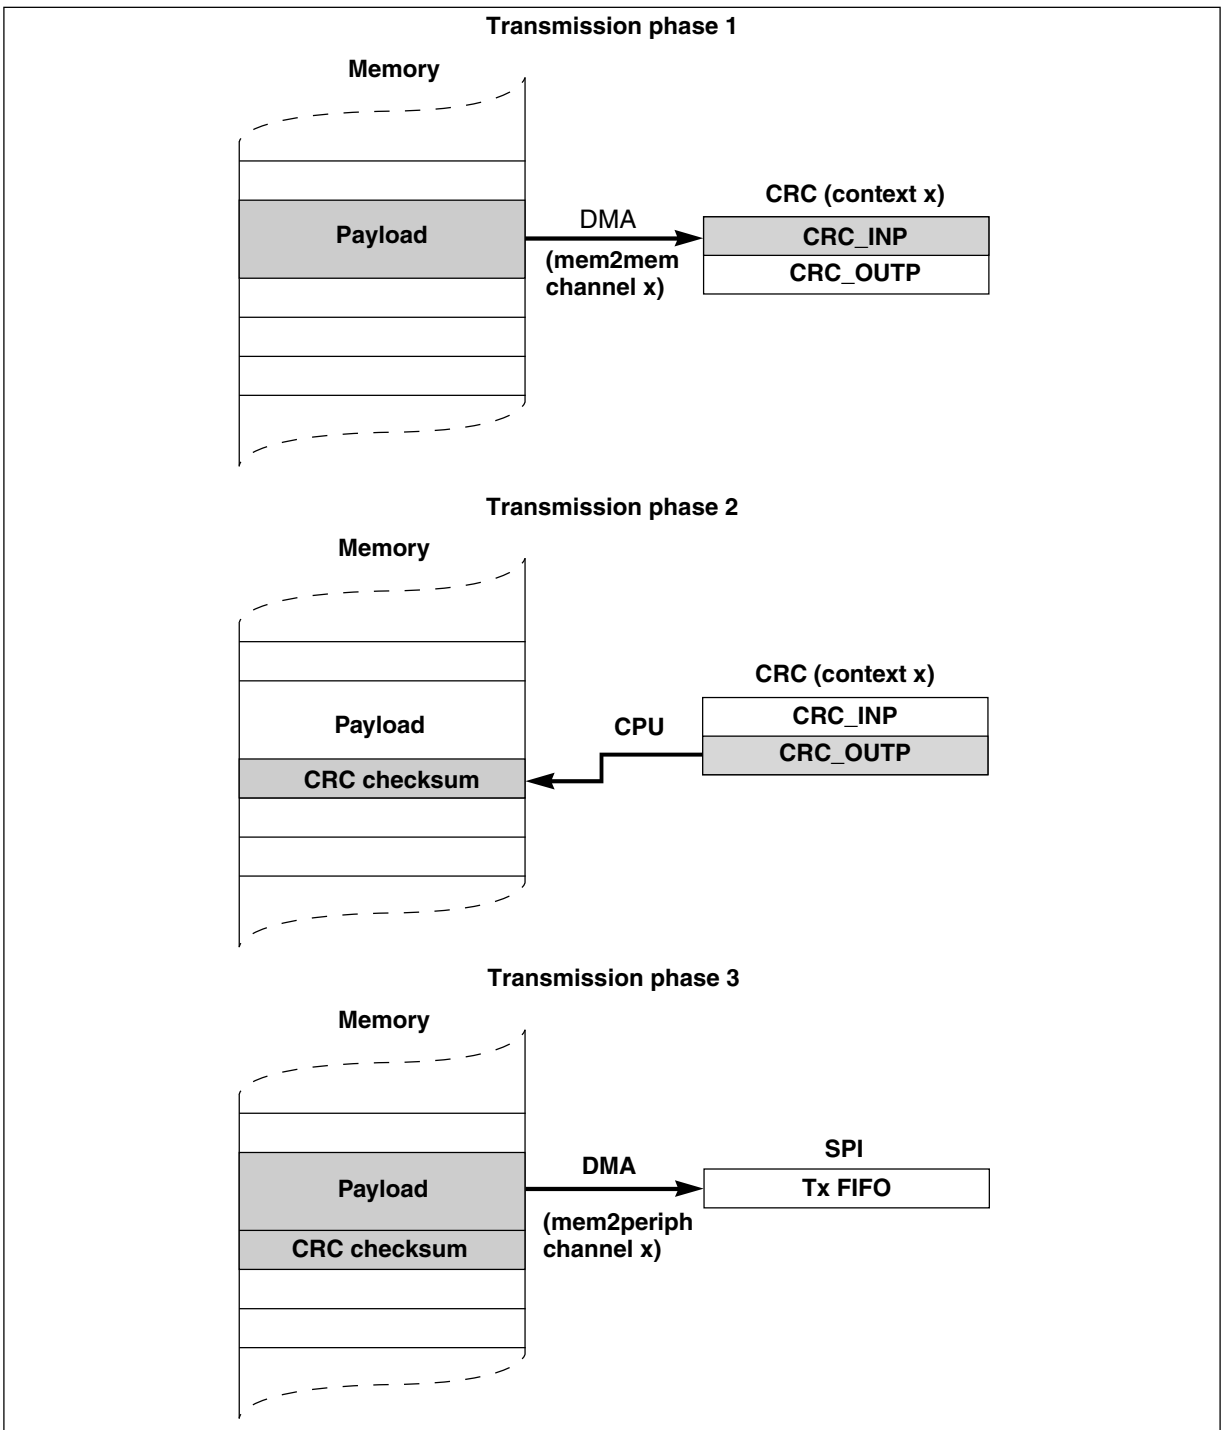 Transmission phase 1
Memory
CRC (context x)
Payload
DMA
CRC_INP
(mem2mem
channel x)
CRC_OUTP
Transmission phase 2
Memory
CRC (context x)
Payload
CPU
CRC_INP
CRC_OUTP
CRC checksum
Transmission phase 3
Memory
SPI
Payload
DMA
Tx FIFO
(mem2periph
channel x)
CRC checksum